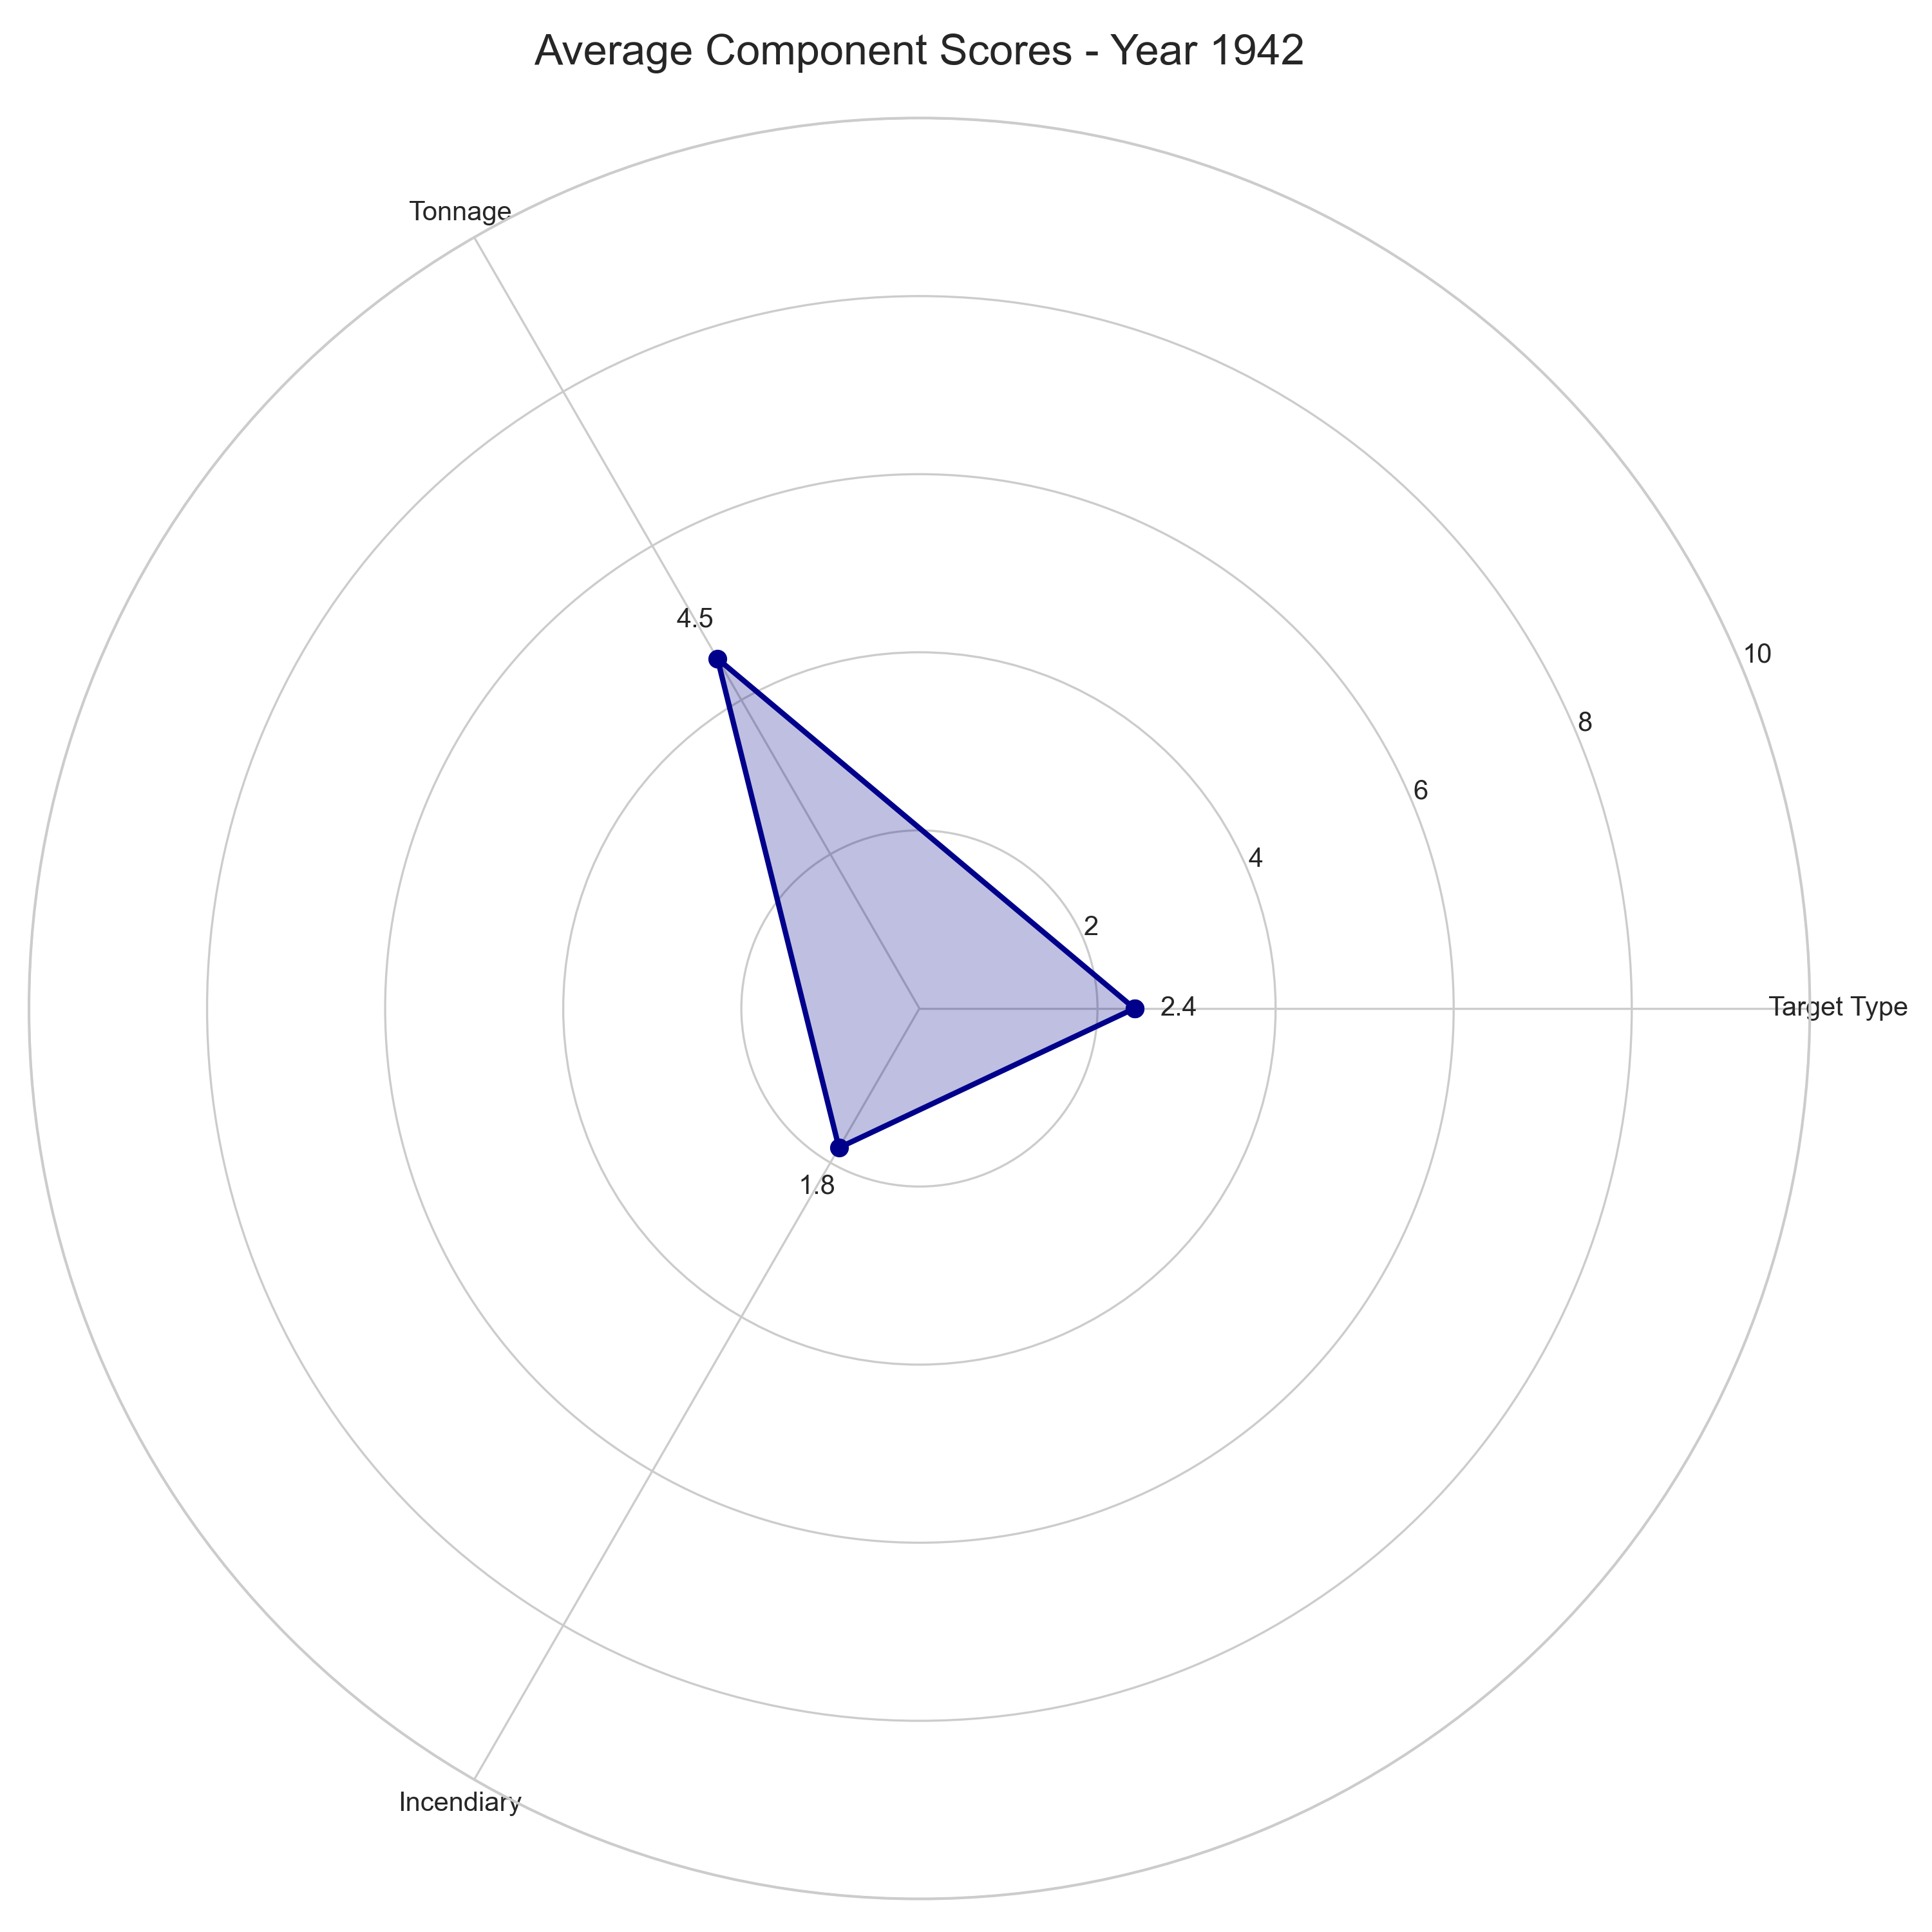 Average Component Scores - Year 1942
Tonnage
4.5
10
8
6
4
2
2.4
Target Type
1.8
Incendiary